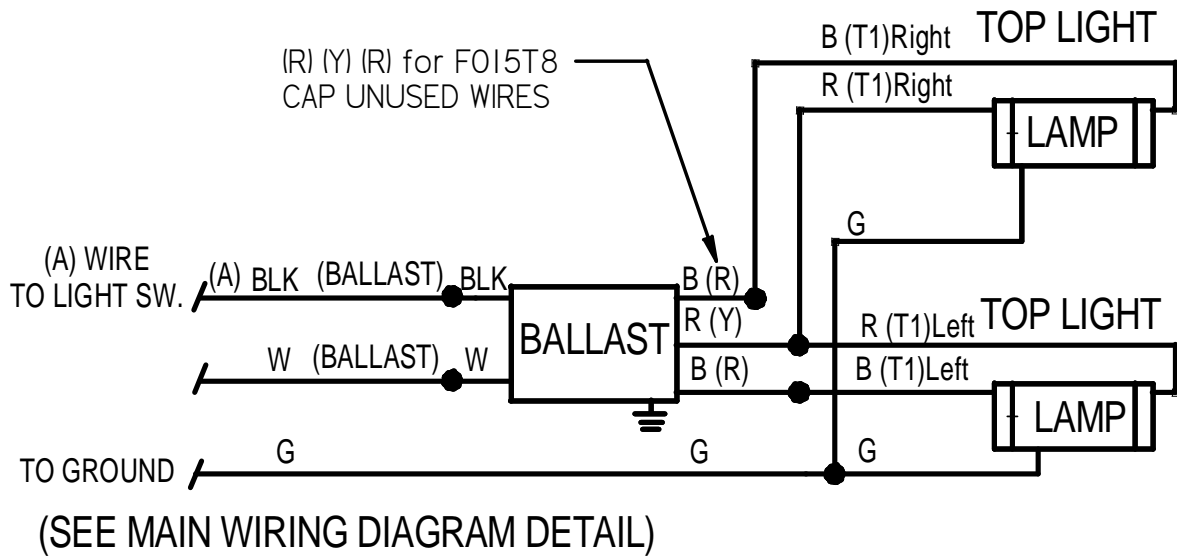 B (T1)Right
TOP LIGHT
(R) (Y) (R) for F015T8
CAP UNUSED WIRES
R (T1)Right
LAMP
G
(A) WIRE
TO LIGHT SW.
(A) BLK (BALLAST) BLK
B (R)
BALLAST
R (Y)
R (T1)Left
TOP LIGHT
W (BALLAST) W
B (R)
B (T1)Left
LAMP
TO GROUND
G
G
G
(SEE MAIN WIRING DIAGRAM DETAIL)